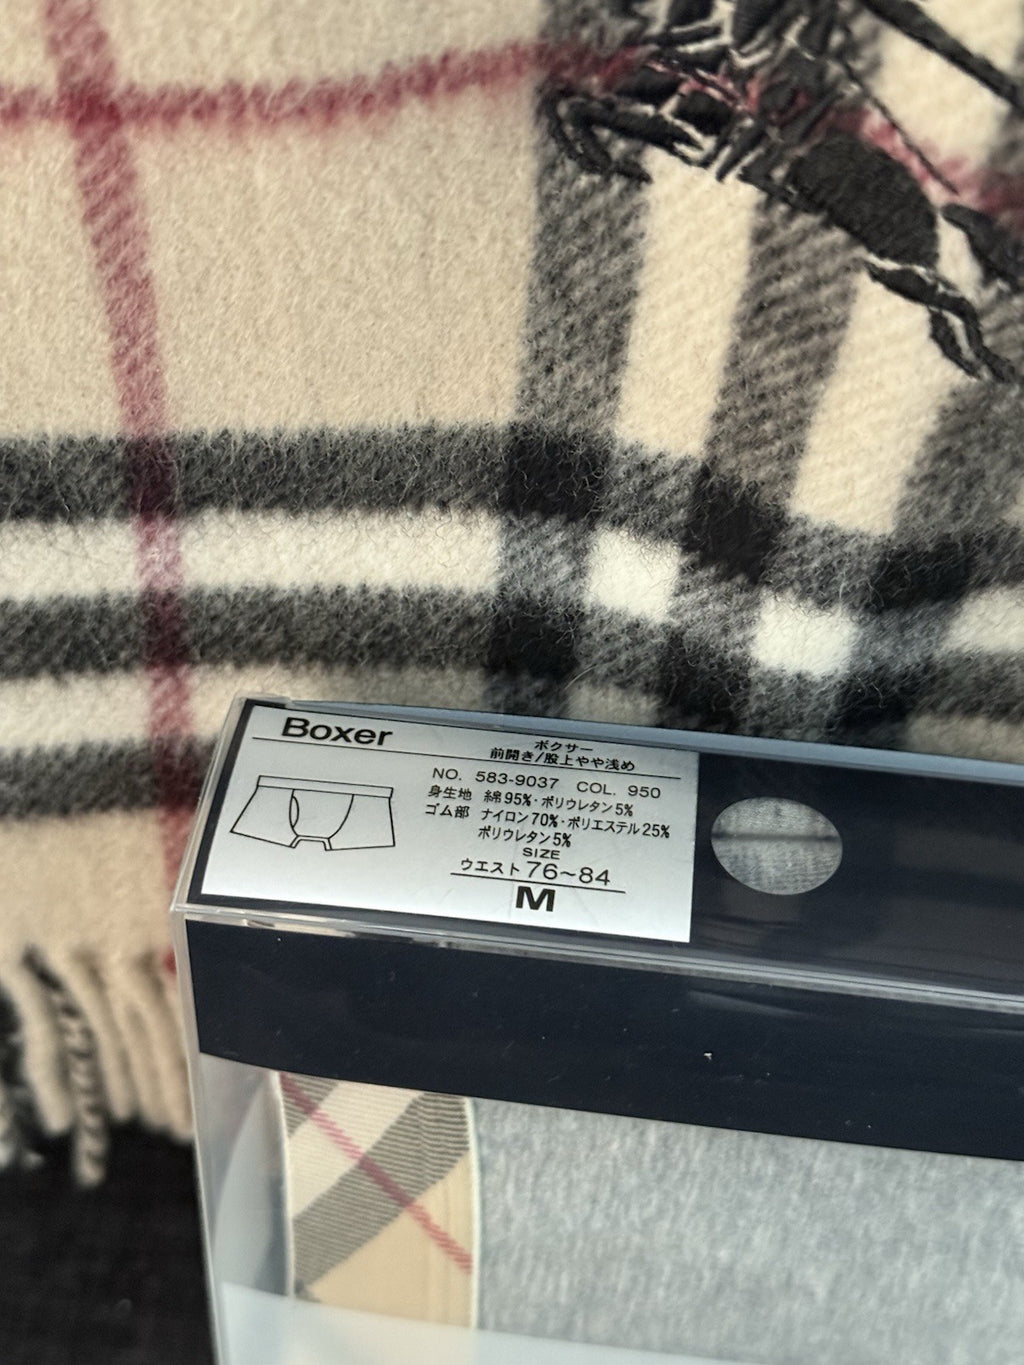 Boxer
ボクサー
前開き/股上やや浅め
NO. 583-9037 COL. 950
身生地 綿95%・ポリウレタン5%
ゴム部 ナイロン70%・ポリエステル25%
ポリウレタン5%
SIZE
ウエスト 76~84
M